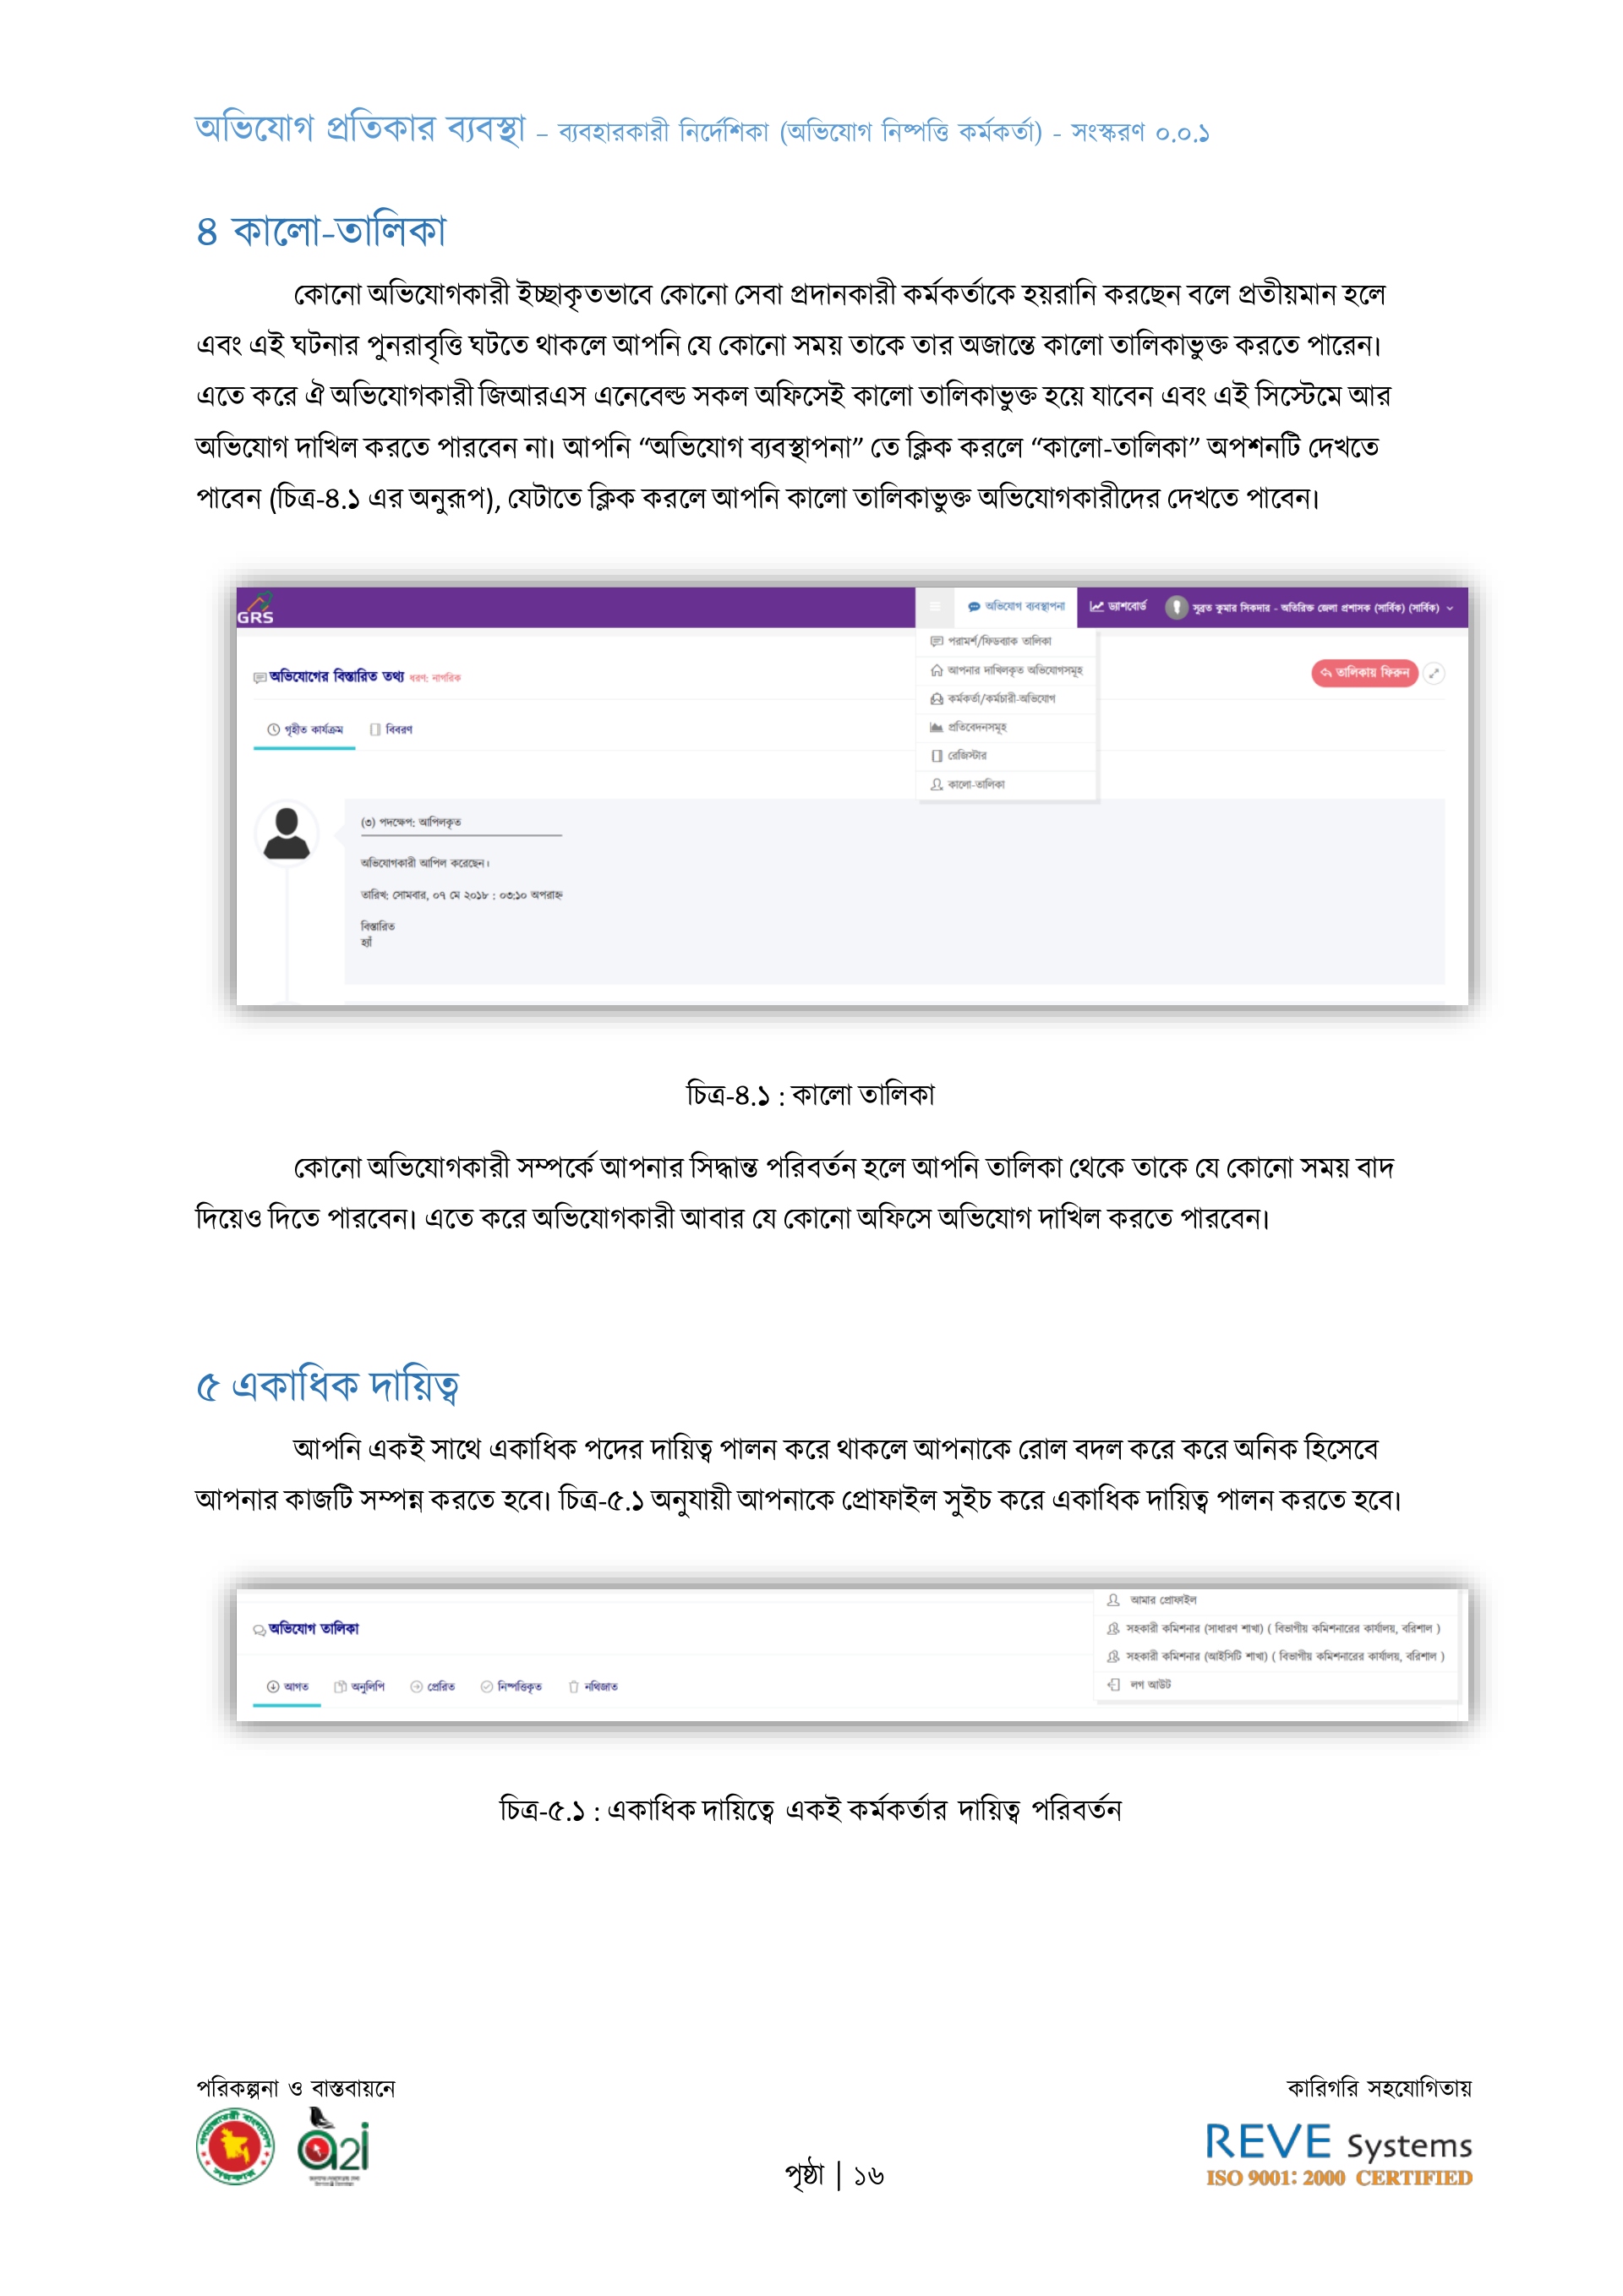 অভিযোগ প্রতিকার ব্যবস্থা – ব্যবহারকারী নির্দেশিকা (অভিযোগ নিষ্পত্তি কর্মকর্তা) - সংস্করণ ০.০.১
৪ কালো-তালিকা
কোনো অভিযোগকারী ইচ্ছাকৃতভাবে কোনো সেবা প্রদানকারী কর্মকর্তাকে হয়রানি করছেন বলে প্রতীয়মান হলে
এবং এই ঘটনার পুনরাবৃত্তি ঘটতে থাকলে আপনি যে কোনো সময় তাকে তার অজান্তে কালো তালিকাভুক্ত করতে পারেন।
এতে করে ঐ অভিযোগকারী জিআরএস এনেবেল্ড সকল অফিসেই কালো তালিকাভুক্ত হয়ে যাবেন এবং এই সিস্টেমে আর
অভিযোগ দাখিল করতে পারবেন না। আপনি “অভিযোগ ব্যবস্থাপনা” তে ক্লিক করলে “কালো-তালিকা” অপশনটি দেখতে
পাবেন (চিত্র-৪.১ এর অনুরূপ), যেটাতে ক্লিক করলে আপনি কালো তালিকাভুক্ত অভিযোগকারীদের দেখতে পাবেন।
GRS
অভিযোগ ব্যবস্থাপনা
ড্যাশবোর্ড
সুব্রত কুমার সিকদার - অতিরিক্ত জেলা প্রশাসক (সার্বিক) (সার্বিক)
পরামর্শ/ফিডব্যাক তালিকা
আপনার দাখিলকৃত অভিযোগসমূহ
কর্মকর্তা/কর্মচারী-অভিযোগ
প্রতিবেদনসমূহ
রেজিস্টার
কালো-তালিকা
অভিযোগের বিস্তারিত তথ্য ধরণ: নাগরিক
তালিকায় ফিরুন
গৃহীত কার্যক্রম
বিবরণ
(৩) পদক্ষেপ: আপিলকৃত
অভিযোগকারী আপিল করেছেন।
তারিখ: সোমবার, ০৭ মে ২০১৮ : ০৩:১০ অপরাহ্ন
বিস্তারিত
হ্যাঁ
চিত্র-৪.১ : কালো তালিকা
কোনো অভিযোগকারী সম্পর্কে আপনার সিদ্ধান্ত পরিবর্তন হলে আপনি তালিকা থেকে তাকে যে কোনো সময় বাদ
দিয়েও দিতে পারবেন। এতে করে অভিযোগকারী আবার যে কোনো অফিসে অভিযোগ দাখিল করতে পারবেন।
৫ একাধিক দায়িত্ব
আপনি একই সাথে একাধিক পদের দায়িত্ব পালন করে থাকলে আপনাকে রোল বদল করে করে অনিক হিসেবে
আপনার কাজটি সম্পন্ন করতে হবে। চিত্র-৫.১ অনুযায়ী আপনাকে প্রোফাইল সুইচ করে একাধিক দায়িত্ব পালন করতে হবে।
আমার প্রোফাইল
অভিযোগ তালিকা
সহকারী কমিশনার (সাধারণ শাখা) ( বিভাগীয় কমিশনারের কার্যালয়, বরিশাল )
সহকারী কমিশনার (আইসিটি শাখা) ( বিভাগীয় কমিশনারের কার্যালয়, বরিশাল )
লগ আউট
আগত
অনুলিপি
প্রেরিত
নিষ্পত্তিকৃত
নথিজাত
চিত্র-৫.১ : একাধিক দায়িত্বে একই কর্মকর্তার দায়িত্ব পরিবর্তন
পরিকল্পনা ও বাস্তবায়নে
কারিগরি সহযোগিতায়
a2i
REVE Systems
ISO 9001: 2000 CERTIFIED
পৃষ্ঠা | ১৬